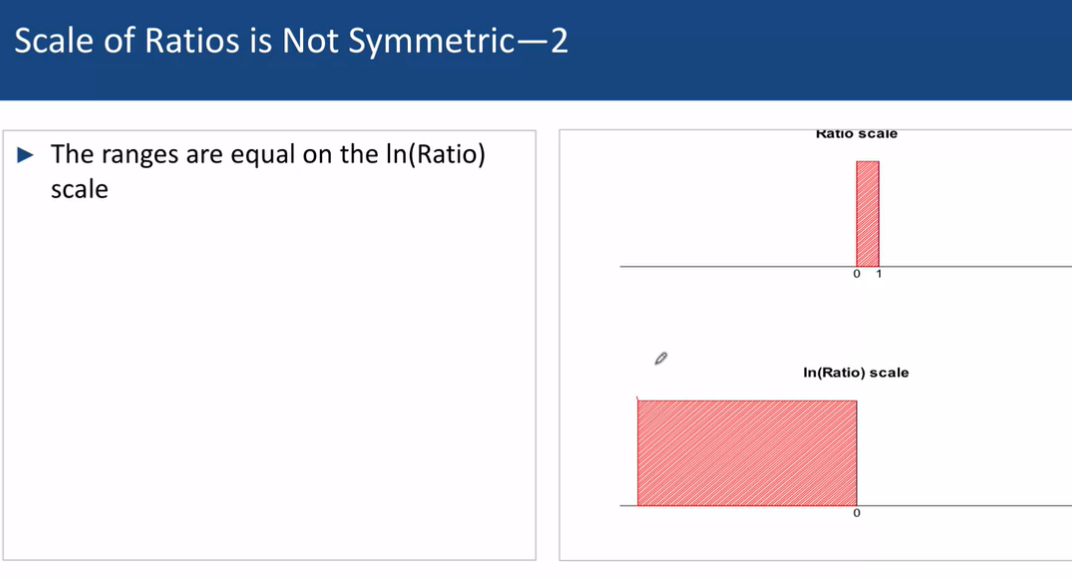 Scale of Ratios is Not Symmetric—2
The ranges are equal on the ln(Ratio)
scale
Ratio scale
0 1
ln(Ratio) scale
0